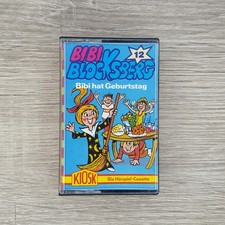 BIBI
BLOCKSBERG
12
Bibi hat Geburtstag
KIOSK
Die Hörspiel-Cassette